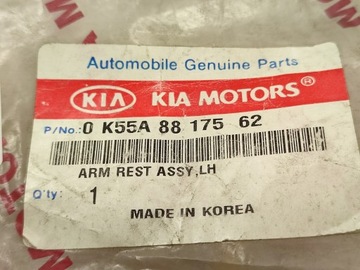 Automobile Genuine Parts
KIA KIA MOTORS®
P/No.: 0 K55A 88 175 62
ARM REST ASSY,LH
Q'ty: 1
MADE IN KOREA